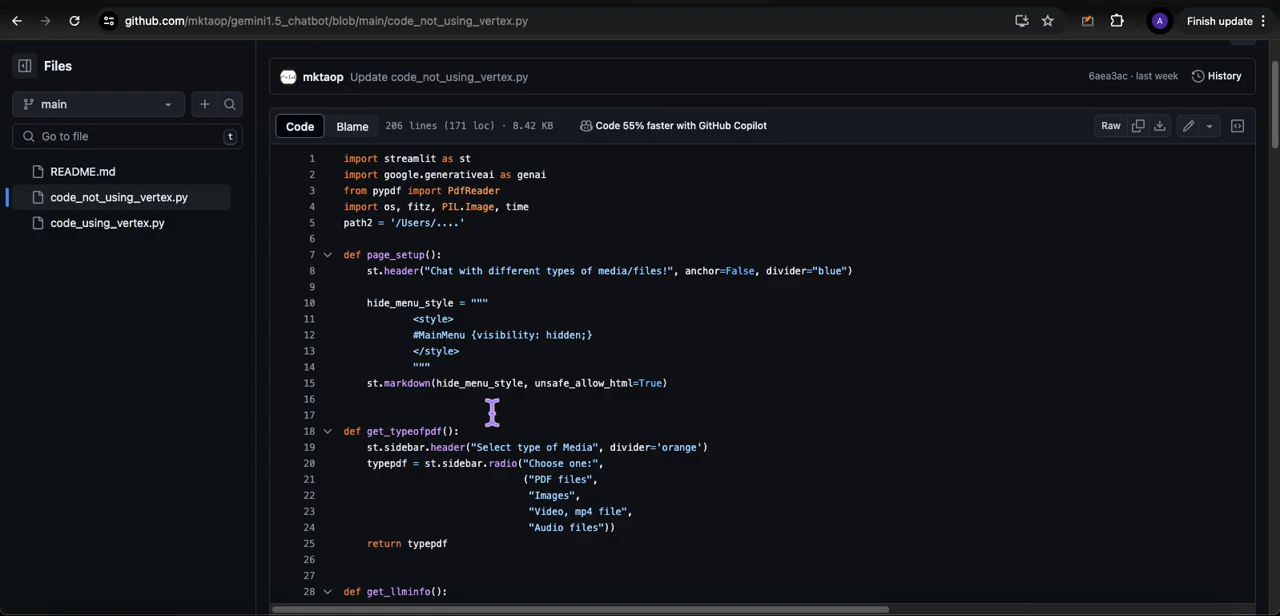 github.com/mktaop/gemini1.5_chatbot/blob/main/code_not_using_vertex.py
A
Finish update
Files
main
Go to file
t
README.md
code_not_using_vertex.py
code_using_vertex.py
mktaop Update code_not_using_vertex.py
6aea3ac · last week
History
Code
Blame
206 lines (171 loc) · 8.42 KB
Code 55% faster with GitHub Copilot
Raw
1 import streamlit as st
2 import google.generativeai as genai
3 from pypdf import PdfReader
4 import os, fitz, PIL.Image, time
5 path2 = '/Users/....'
6
7 def page_setup():
8 st.header("Chat with different types of media/files!", anchor=False, divider="blue")
9
10 hide_menu_style = """
11 <style>
12 #MainMenu {visibility: hidden;}
13 </style>
14 """
15 st.markdown(hide_menu_style, unsafe_allow_html=True)
16
17
18 def get_typeofpdf():
19 st.sidebar.header("Select type of Media", divider='orange')
20 typepdf = st.sidebar.radio("Choose one:",
21 ("PDF files",
22 "Images",
23 "Video, mp4 file",
24 "Audio files"))
25 return typepdf
26
27
28 def get_llminfo():